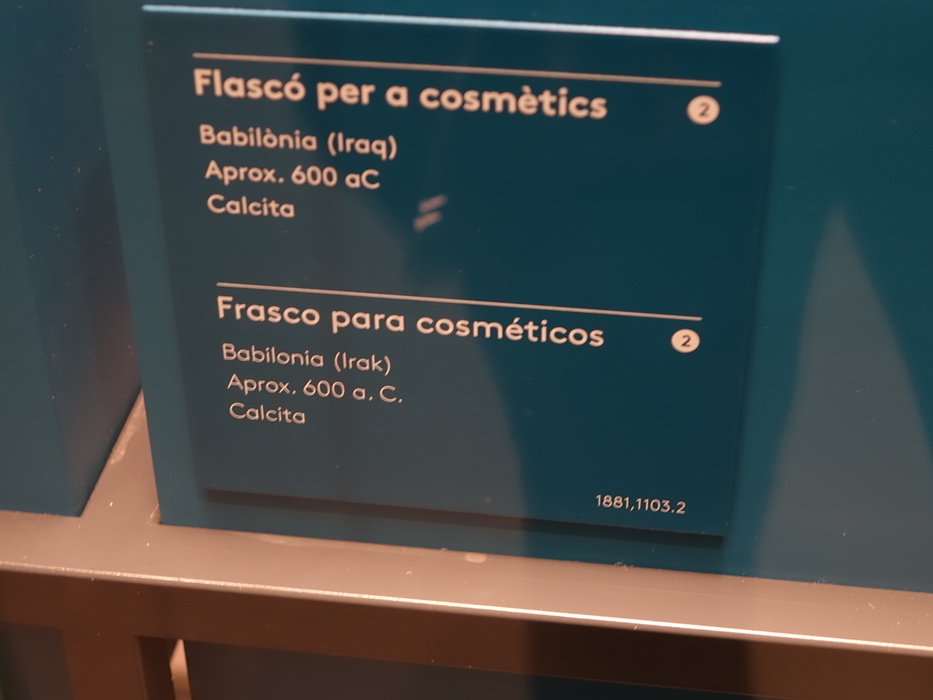 Flascó per a cosmètics 2
Babilònia (Iraq)
Aprox. 600 aC
Calcita
Frasco para cosméticos 2
Babilonia (Irak)
Aprox. 600 a. C.
Calcita
1881,1103.2